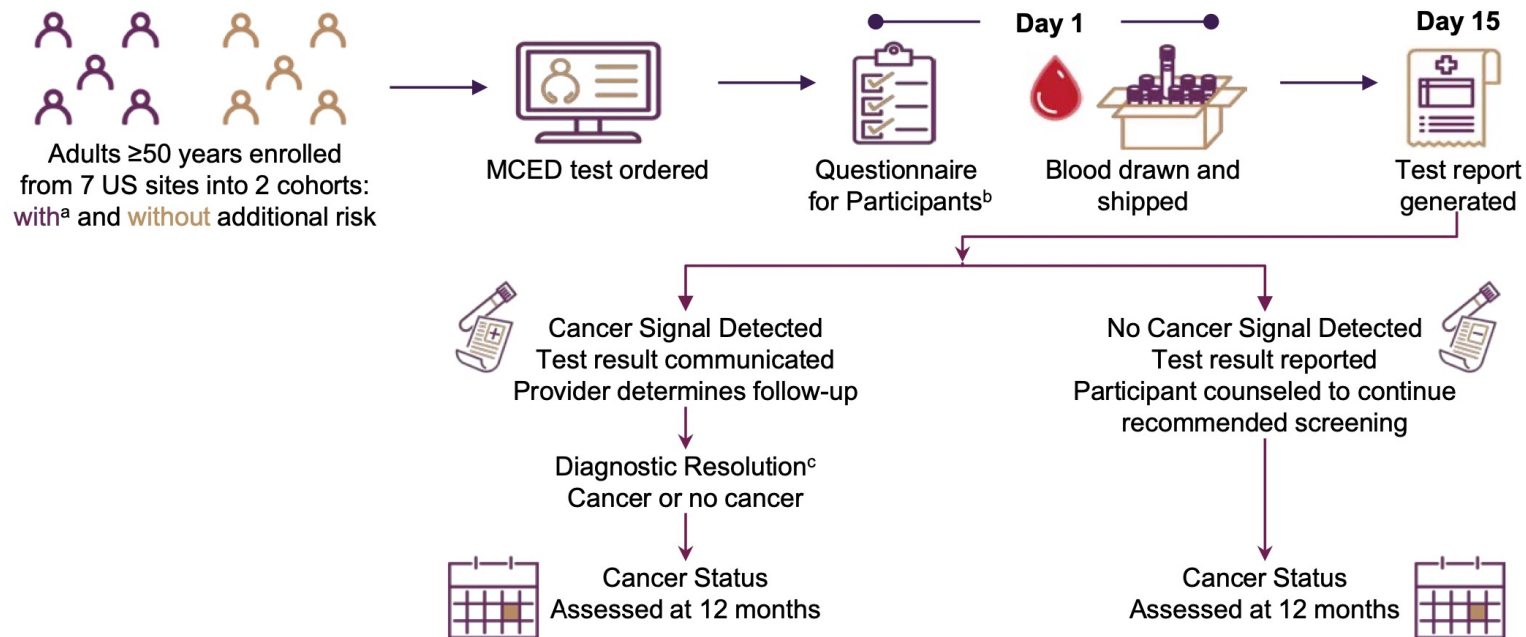 Day 1
Day 15
Adults ≥50 years enrolled
from 7 US sites into 2 cohorts:
withᵃ and without additional risk
MCED test ordered
Questionnaire
for Participantsᵇ
Blood drawn and
shipped
Test report
generated
Cancer Signal Detected
Test result communicated
Provider determines follow-up
No Cancer Signal Detected
Test result reported
Participant counseled to continue
recommended screening
Diagnostic Resolutionᶜ
Cancer or no cancer
Cancer Status
Assessed at 12 months
Cancer Status
Assessed at 12 months